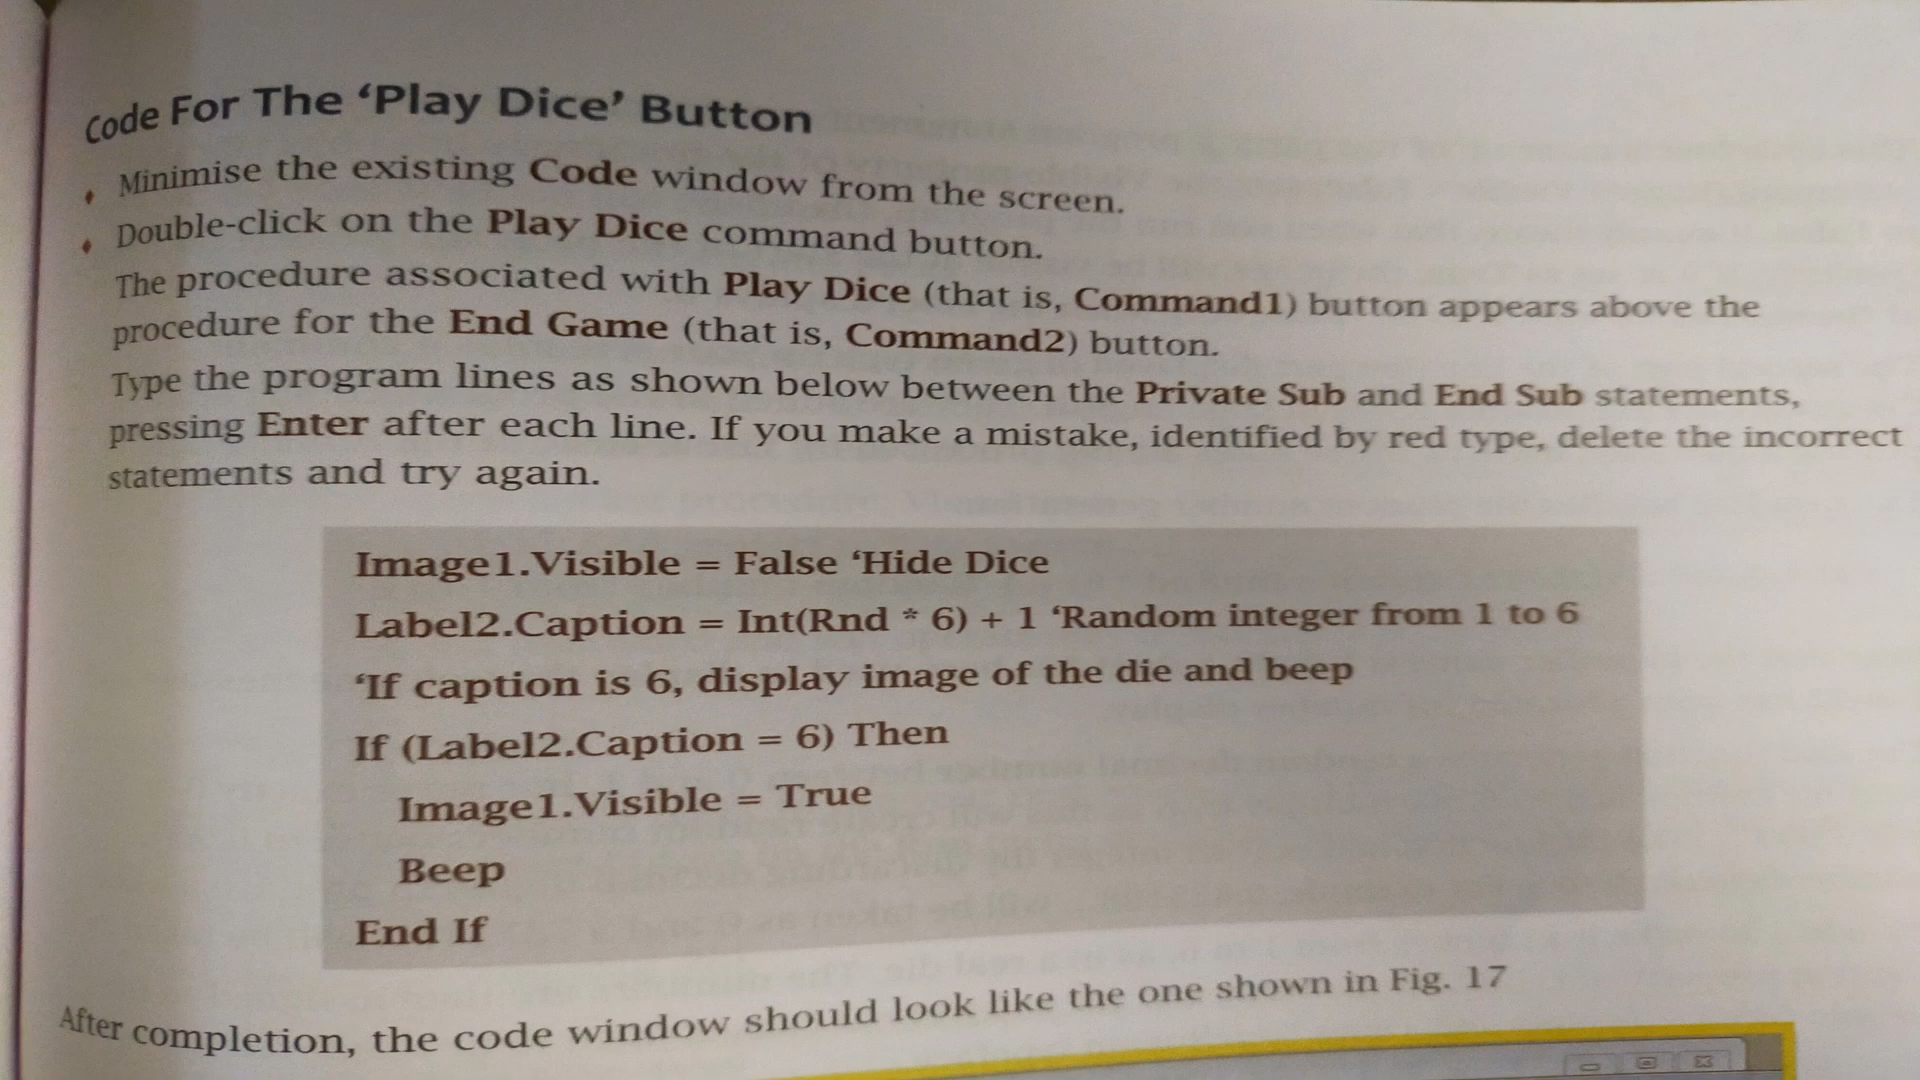 Code For The ‘Play Dice’ Button
♦ Minimise the existing Code window from the screen.
♦ Double-click on the Play Dice command button.
The procedure associated with Play Dice (that is, Command1) button appears above the
procedure for the End Game (that is, Command2) button.
Type the program lines as shown below between the Private Sub and End Sub statements,
pressing Enter after each line. If you make a mistake, identified by red type, delete the incorrect
statements and try again.
Image1.Visible = False ‘Hide Dice
Label2.Caption = Int(Rnd * 6) + 1 ‘Random integer from 1 to 6
‘If caption is 6, display image of the die and beep
If (Label2.Caption = 6) Then
Image1.Visible = True
Beep
End If
After completion, the code window should look like the one shown in Fig. 17